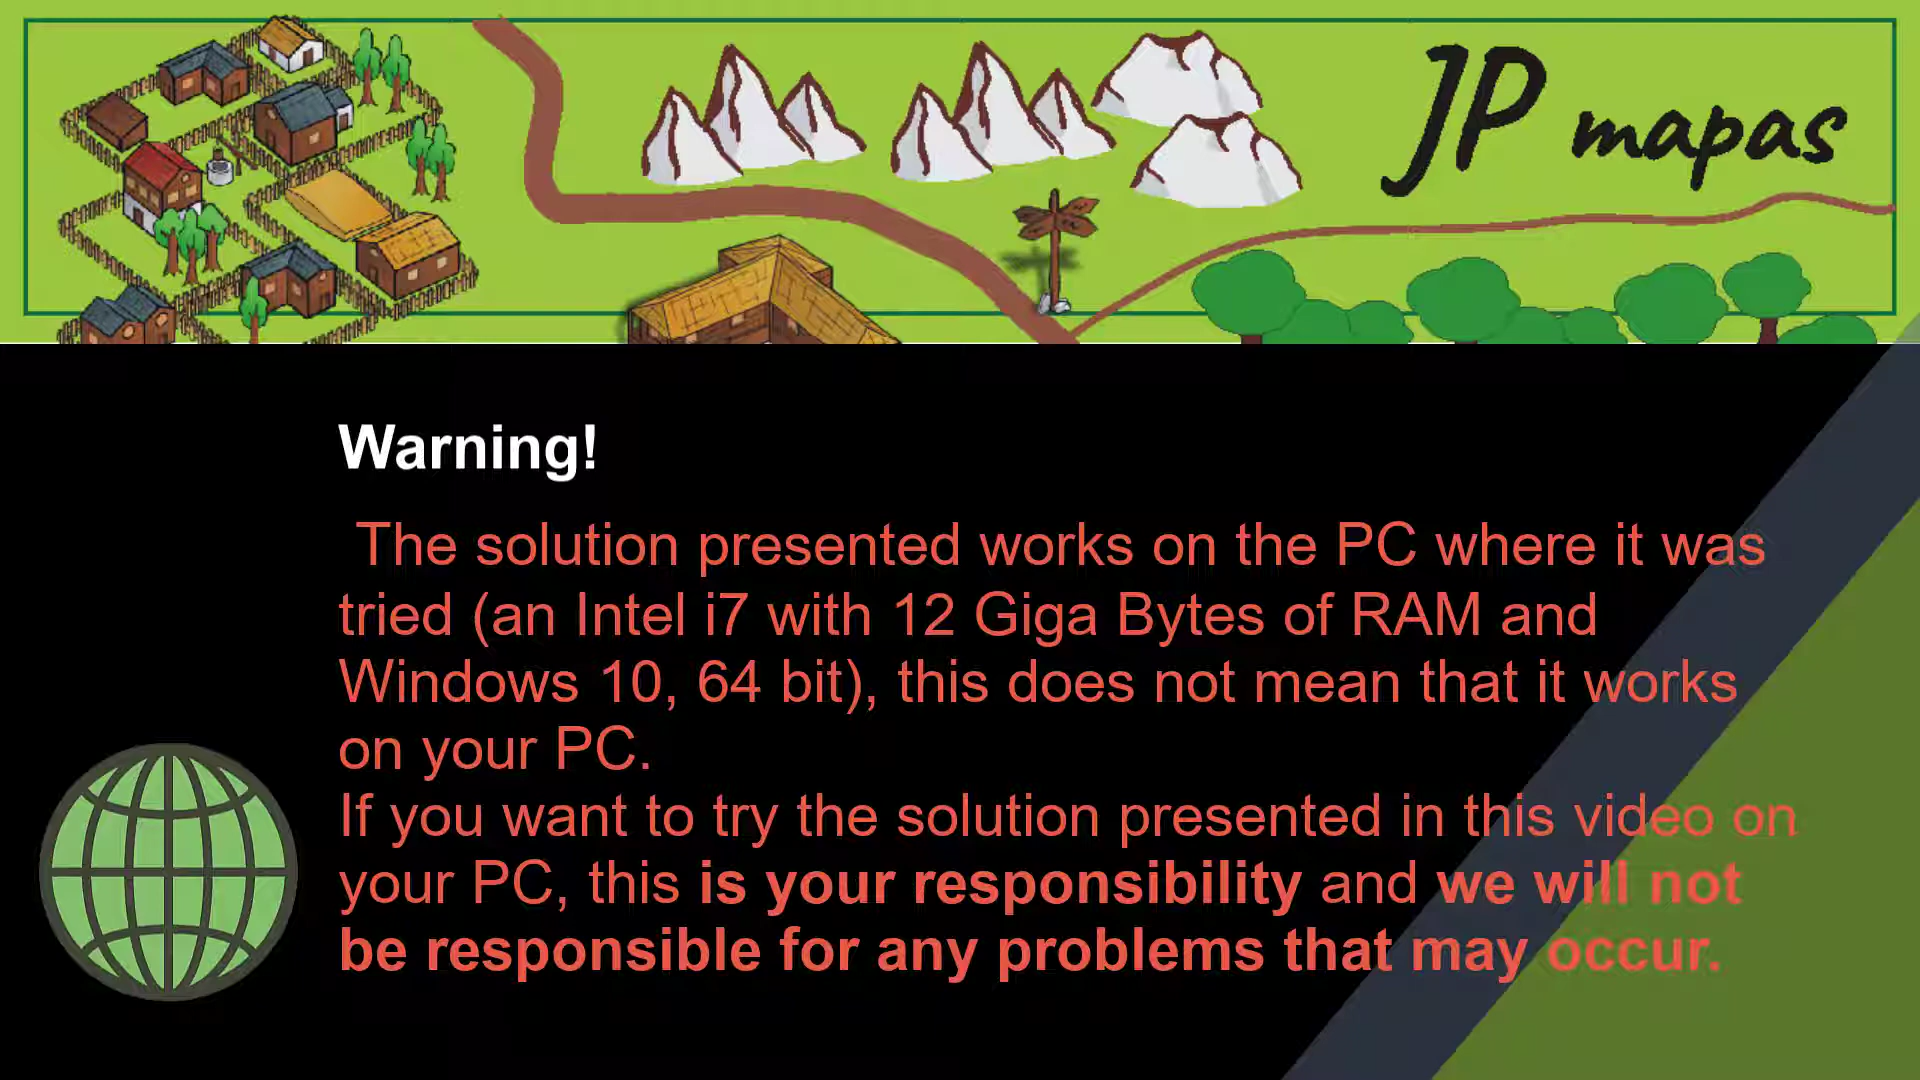 JP mapas
Warning!
The solution presented works on the PC where it was
tried (an Intel i7 with 12 Giga Bytes of RAM and
Windows 10, 64 bit), this does not mean that it works
on your PC.
If you want to try the solution presented in this video on
your PC, this is your responsibility and we will not
be responsible for any problems that may occur.